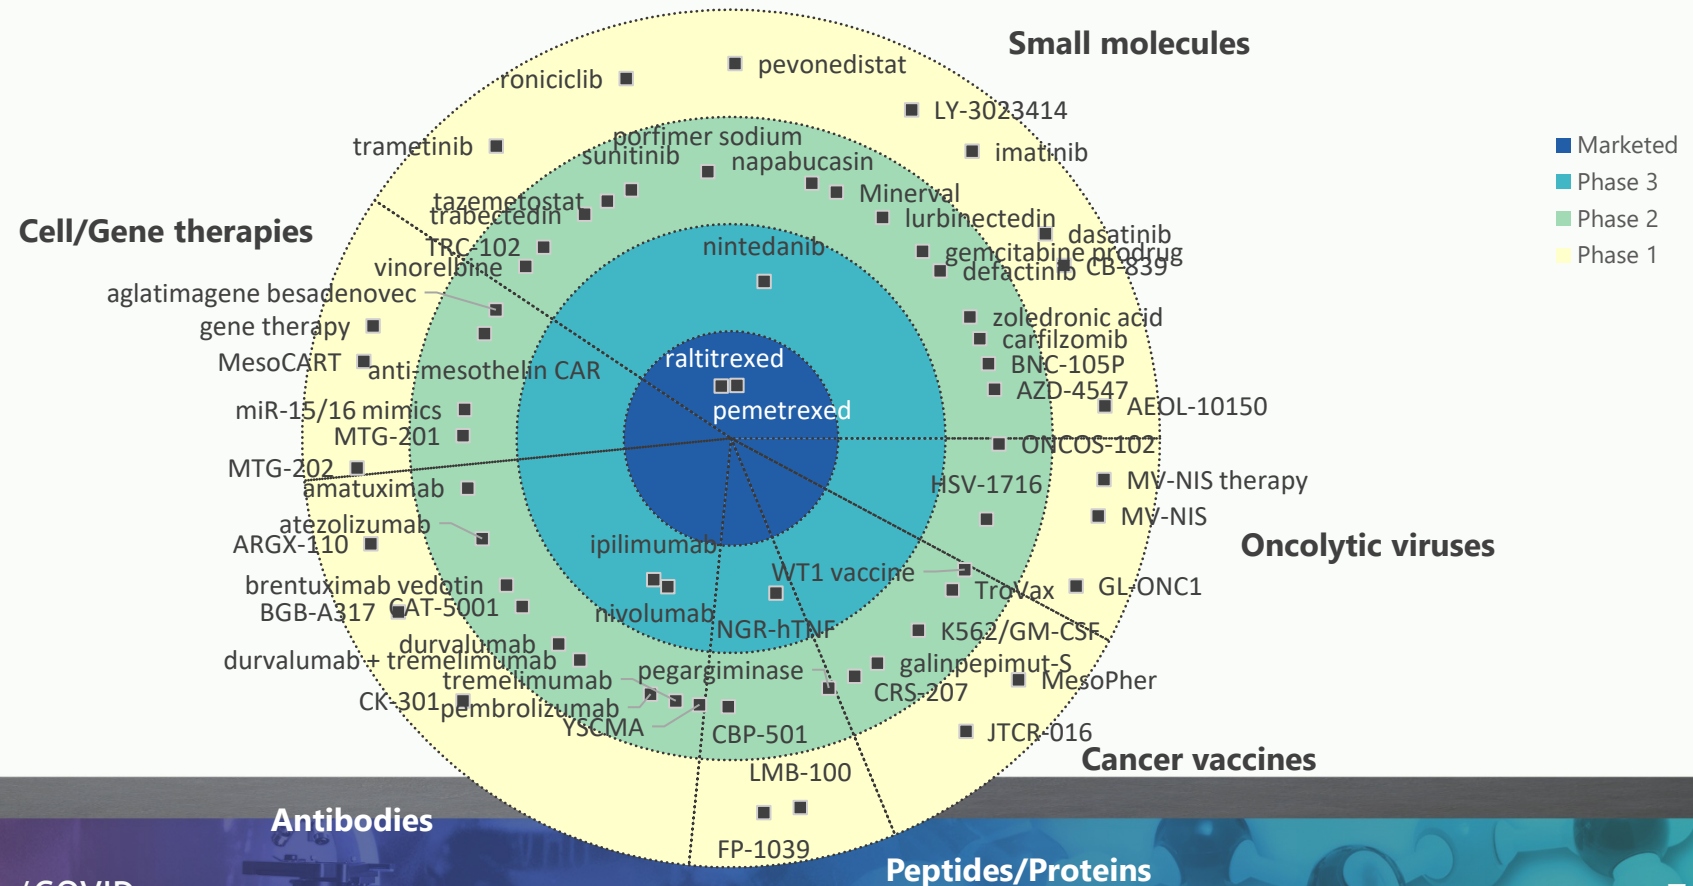 Small molecules
pevonedistat
roniciclib
LY-3023414
porfimer sodium
trametinib
imatinib
Marketed
sunitinib
napabucasin
Phase 3
tazemetostat
Minerval
trabectedin
lurbinectedin
Phase 2
Cell/Gene therapies
dasatinib
TRC-102
nintedanib
gemcitabine prodrug
Phase 1
vinorelbine
defactinib
CB-839
aglatimagene besadenovec
gene therapy
zoledronic acid
carfilzomib
MesoCART
raltitrexed
BNC-105P
anti-mesothelin CAR
AZD-4547
miR-15/16 mimics
pemetrexed
AEOL-10150
MTG-201
ONCOS-102
MTG-202
amatuximab
HSV-1716
MV-NIS therapy
atezolizumab
MV-NIS
ARGX-110
ipilimumab
Oncolytic viruses
WT1 vaccine
brentuximab vedotin
TroVax
GL-ONC1
BGB-A317
CAT-5001
nivolumab
NGR-hTNF
K562/GM-CSF
durvalumab
durvalumab + tremelimumab
pegargiminase
galinpepimut-S
tremelimumab
CRS-207
MesoPher
CK-301
pembrolizumab
YSCMA
CBP-501
JTCR-016
Cancer vaccines
LMB-100
Antibodies
FP-1039
Peptides/Proteins